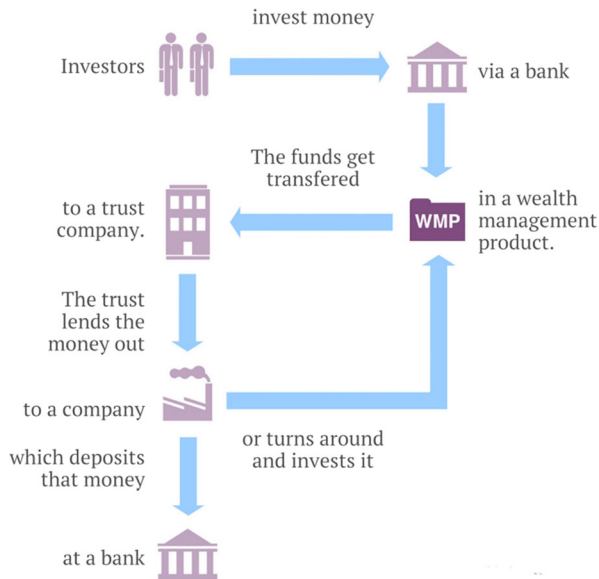 invest money
Investors
via a bank
The funds get
transfered
to a trust
company.
WMP
in a wealth
management
product.
The trust
lends the
money out
to a company
or turns around
and invests it
which deposits
that money
at a bank